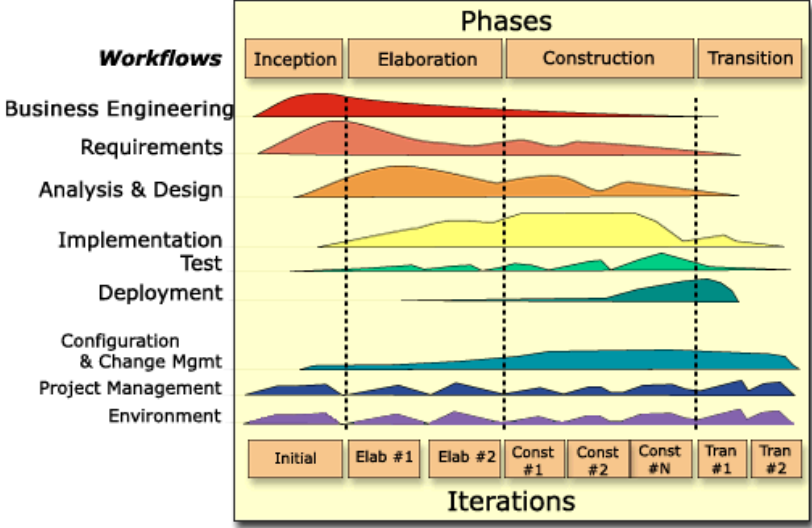 Phases
Workflows
Inception
Elaboration
Construction
Transition
Business Engineering
Requirements
Analysis & Design
Implementation
Test
Deployment
Configuration
& Change Mgmt
Project Management
Environment
Initial
Elab #1
Elab #2
Const
#1
Const
#2
Const
#N
Tran
#1
Tran
#2
Iterations